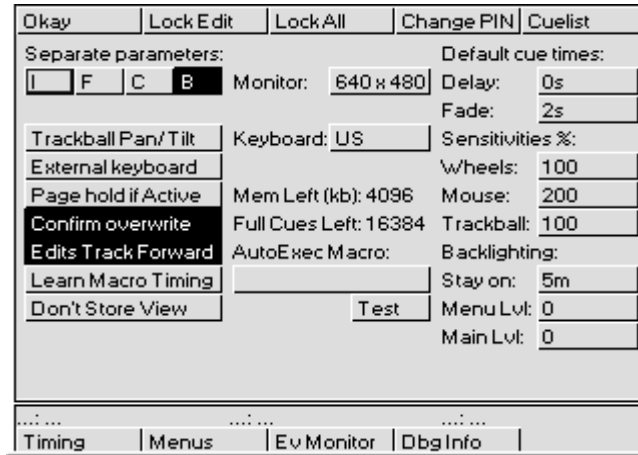 Okay Lock Edit Lock All Change PIN Cuelist
Separate parameters: Default cue times:
I F C B Monitor: 640 x 480 Delay: 0s
Fade: 2s
Trackball Pan/Tilt Keyboard: US Sensitivities %:
External keyboard Wheels: 100
Page hold if Active Mem Left (kb): 4096 Mouse: 200
Confirm overwrite Full Cues Left: 16384 Trackball: 100
Edits Track Forward AutoExec Macro: Backlighting:
Learn Macro Timing Stay on: 5m
Don't Store View Test Menu Lvl: 0
Main Lvl: 0
...: ... ...: ... ...: ...
Timing Menus Ev Monitor Dbg Info